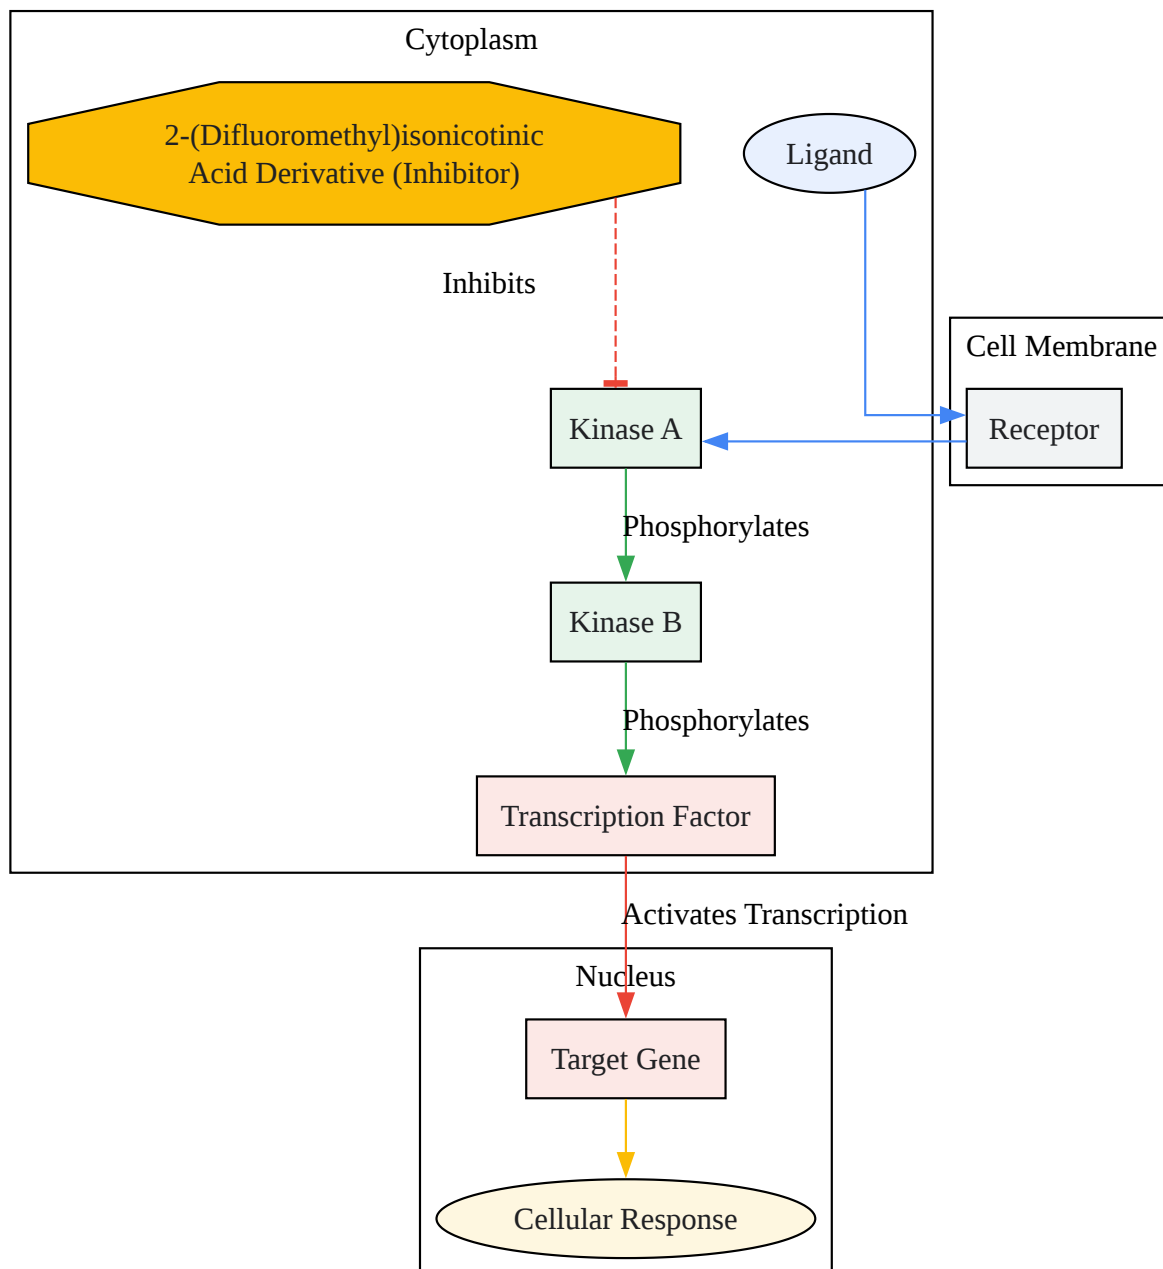 Cytoplasm
2-(Difluoromethyl)isonicotinic
Acid Derivative (Inhibitor)
Ligand
Inhibits
Cell Membrane
Kinase A
Receptor
Phosphorylates
Kinase B
Phosphorylates
Transcription Factor
Activates Transcription
Nucleus
Target Gene
Cellular Response